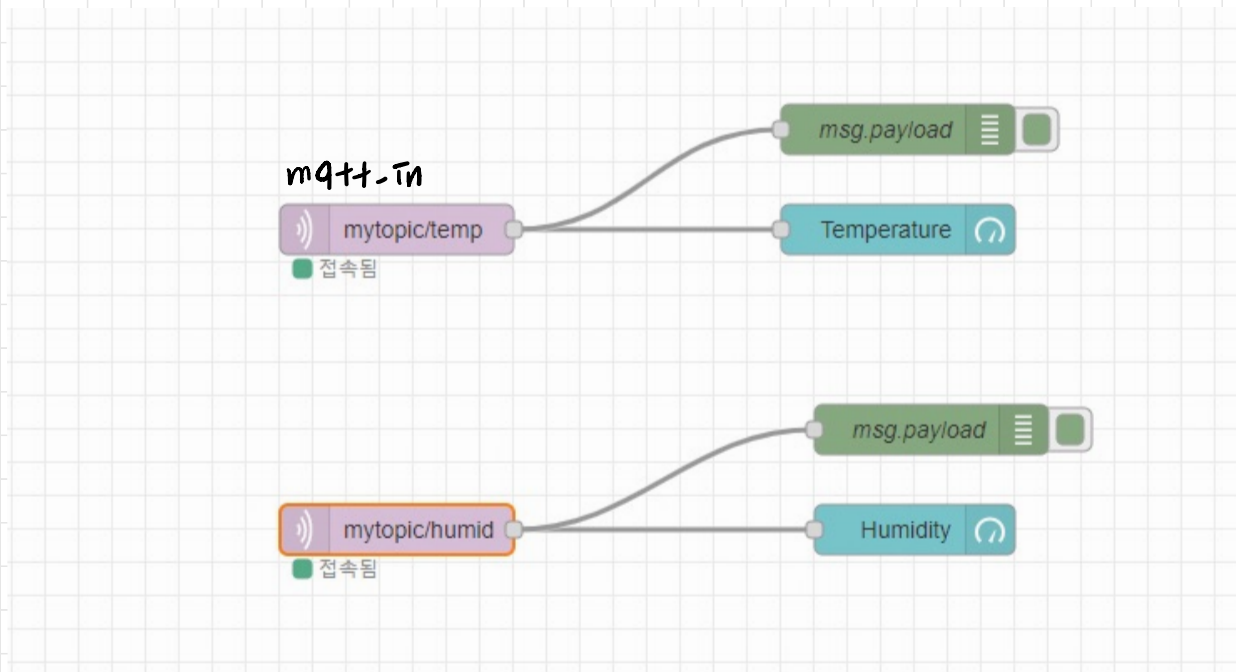 msg.payload
mqtt-in
mytopic/temp
Temperature
접속됨
msg.payload
mytopic/humid
Humidity
접속됨